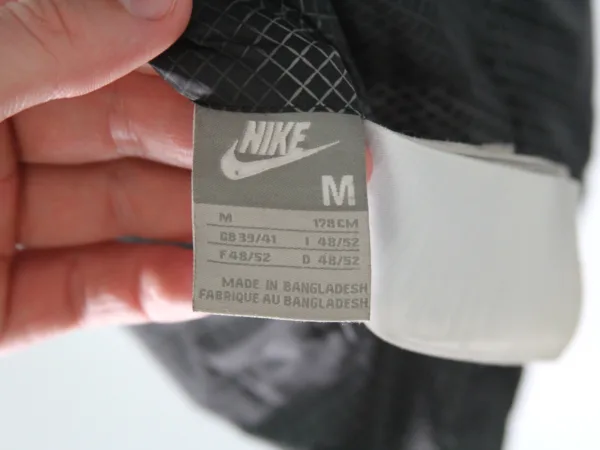 NIKE
M
M 178CM
GB 39/41 I 48/52
F 48/52 D 48/52
MADE IN BANGLADESH
FABRIQUE AU BANGLADESH